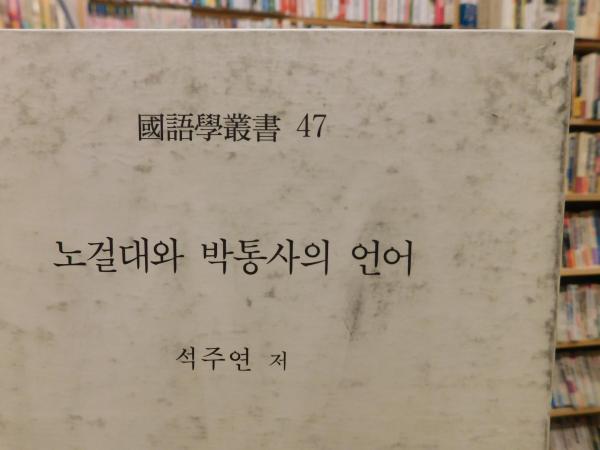 國語學叢書 47
노걸대와 박통사의 언어
석주연 저